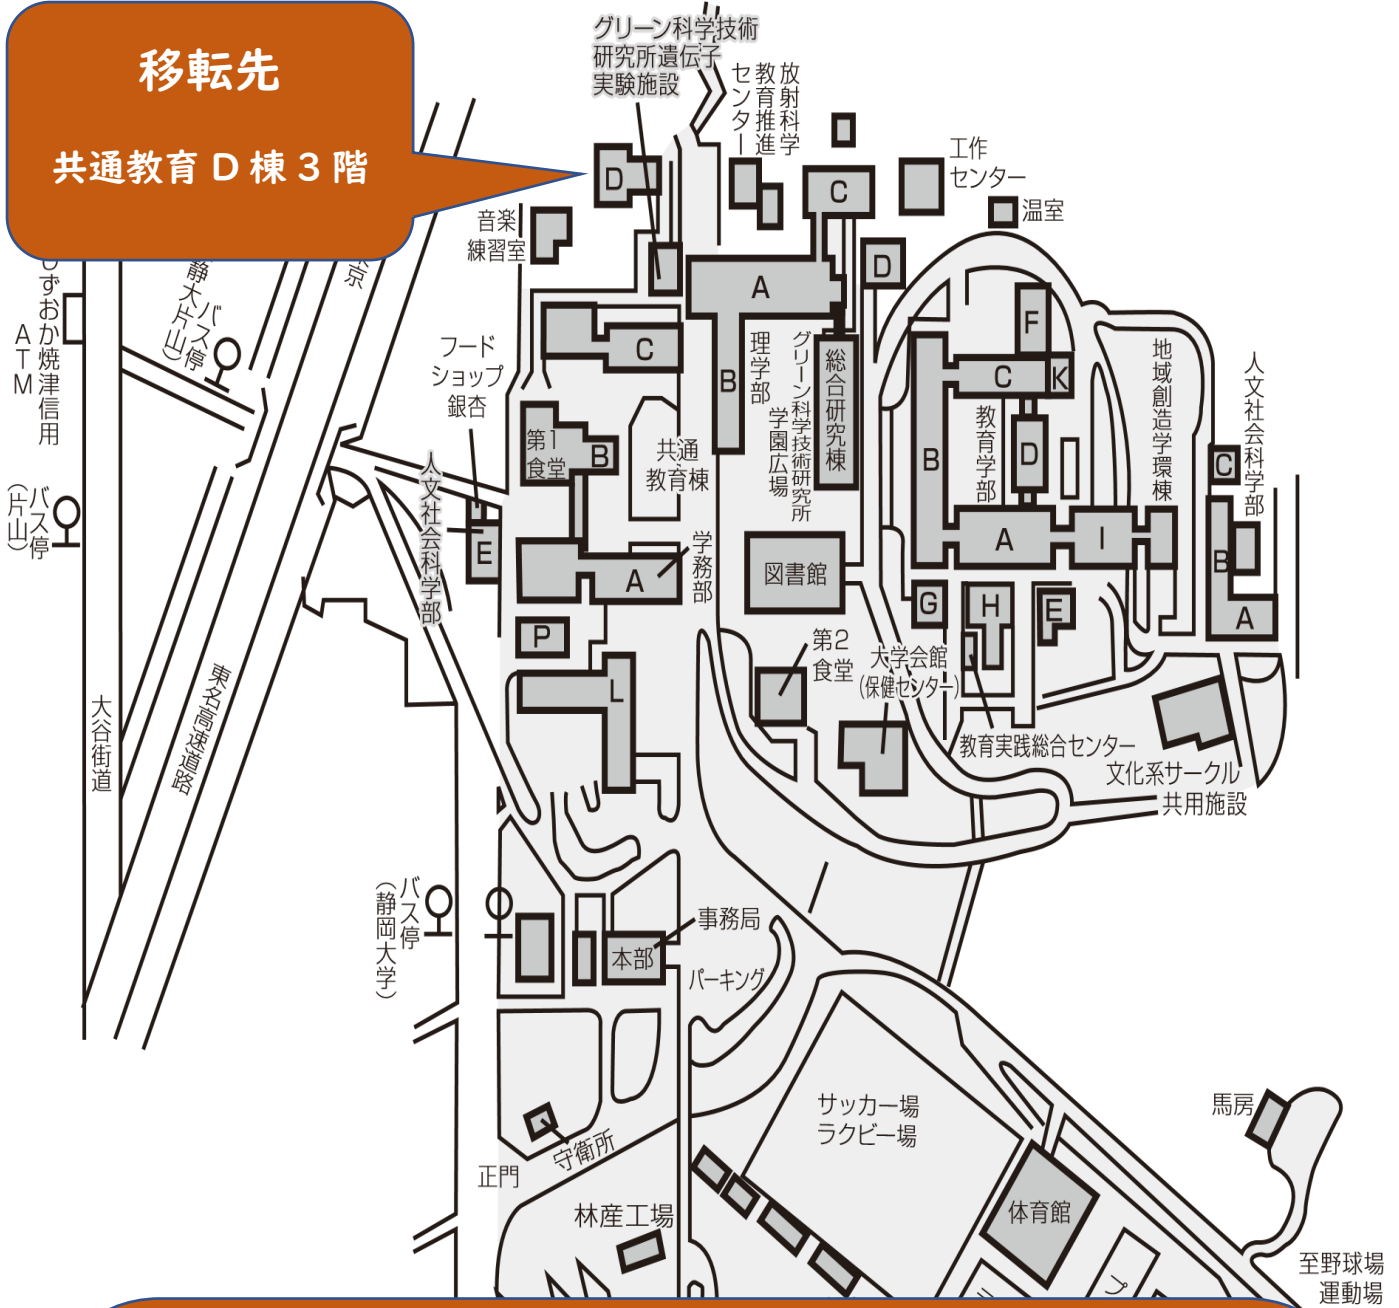 移転先
共通教育D棟3階
グリーン科学技術
研究所遺伝子
実験施設
放射科学
教育推進
センター
工作
センター
温室
D
C
音楽
練習室
A
D
F
しずおか焼津信用
ATM
静大片山)
バス停
京
フード
ショップ
銀杏
C
B
理学部
グリーン科学技術研究所
学園広場
総合研究棟
C
K
地域創造学環棟
人文社会科学部
第1
食堂
B
共通
教育棟
B
教育学部
D
C
バス停
(片山)
人文社会科学部
E
A
学務部
図書館
A
I
B
A
G
H
E
P
第2
食堂
大学会館
(保健センター)
L
教育実践総合センター
文化系サークル
共用施設
大谷街道
東名高速道路
バス停
(静岡大学)
事務局
本部
パーキング
サッカー場
ラクビー場
馬房
守衛所
正門
体育館
林産工場
至野球場
運動場
プ